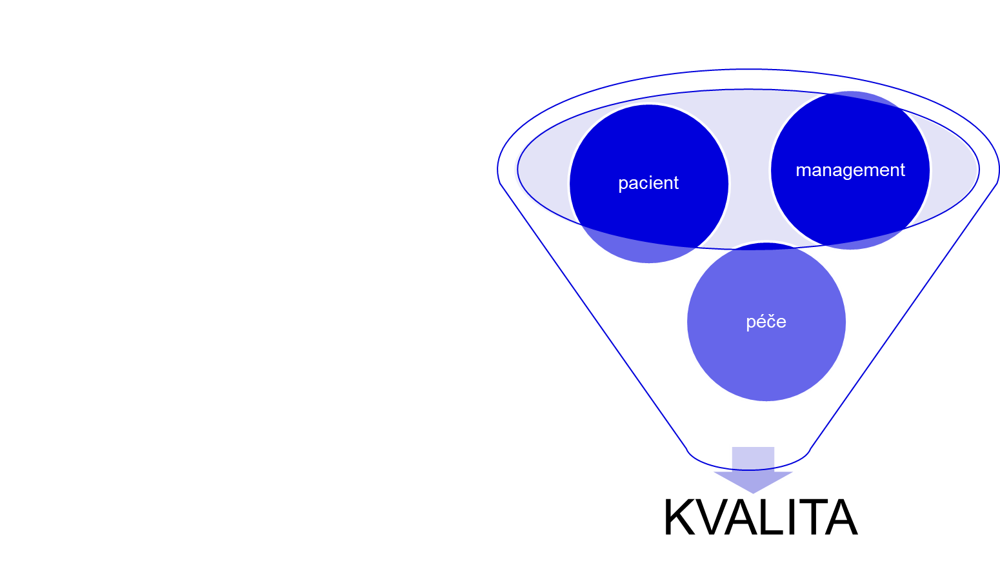 pacient
management
péče
KVALITA